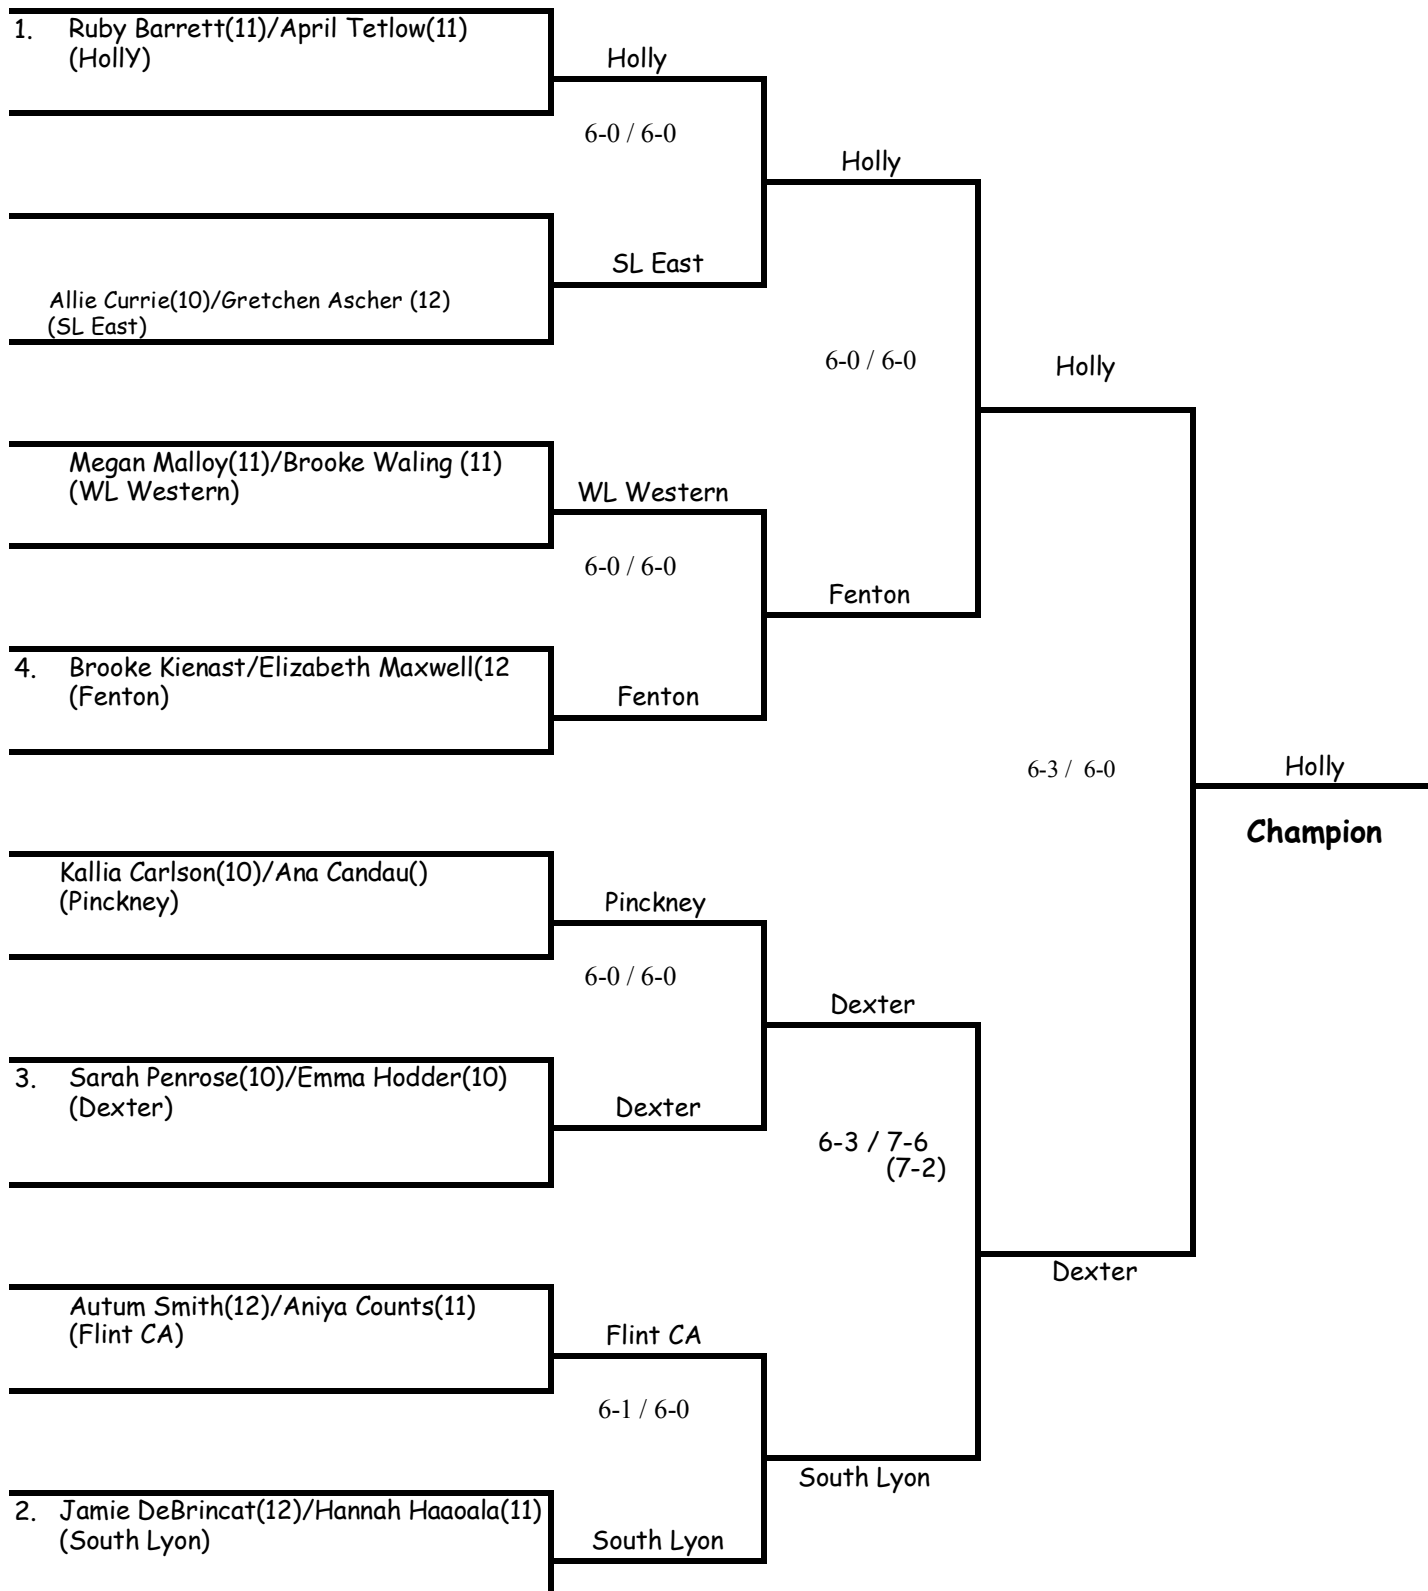 1. Ruby Barrett(11)/April Tetlow(11)
(HollY)
Holly
6-0 / 6-0
Holly
SL East
Allie Currie(10)/Gretchen Ascher (12)
(SL East)
6-0 / 6-0
Holly
Megan Malloy(11)/Brooke Waling (11)
(WL Western)
WL Western
6-0 / 6-0
Fenton
4. Brooke Kienast/Elizabeth Maxwell(12
(Fenton)
Fenton
6-3 / 6-0
Holly
Champion
Kallia Carlson(10)/Ana Candau()
(Pinckney)
Pinckney
6-0 / 6-0
Dexter
3. Sarah Penrose(10)/Emma Hodder(10)
(Dexter)
Dexter
6-3 / 7-6
(7-2)
Dexter
Autum Smith(12)/Aniya Counts(11)
(Flint CA)
Flint CA
6-1 / 6-0
South Lyon
2. Jamie DeBrincat(12)/Hannah Haaoala(11)
(South Lyon)
South Lyon